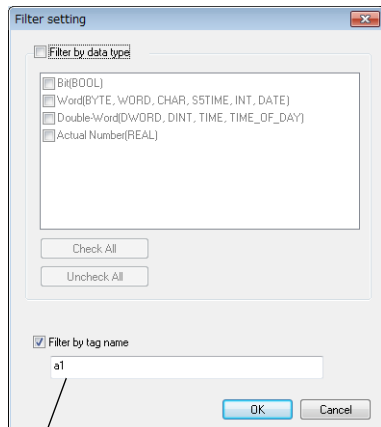 Filter setting
Filter by data type
Bit(BOOL)
Word(BYTE, WORD, CHAR, S5TIME, INT, DATE)
Double-Word(DWORD, DINT, TIME, TIME_OF_DAY)
Actual Number(REAL)
Check All
Uncheck All
Filter by tag name
a1
OK Cancel